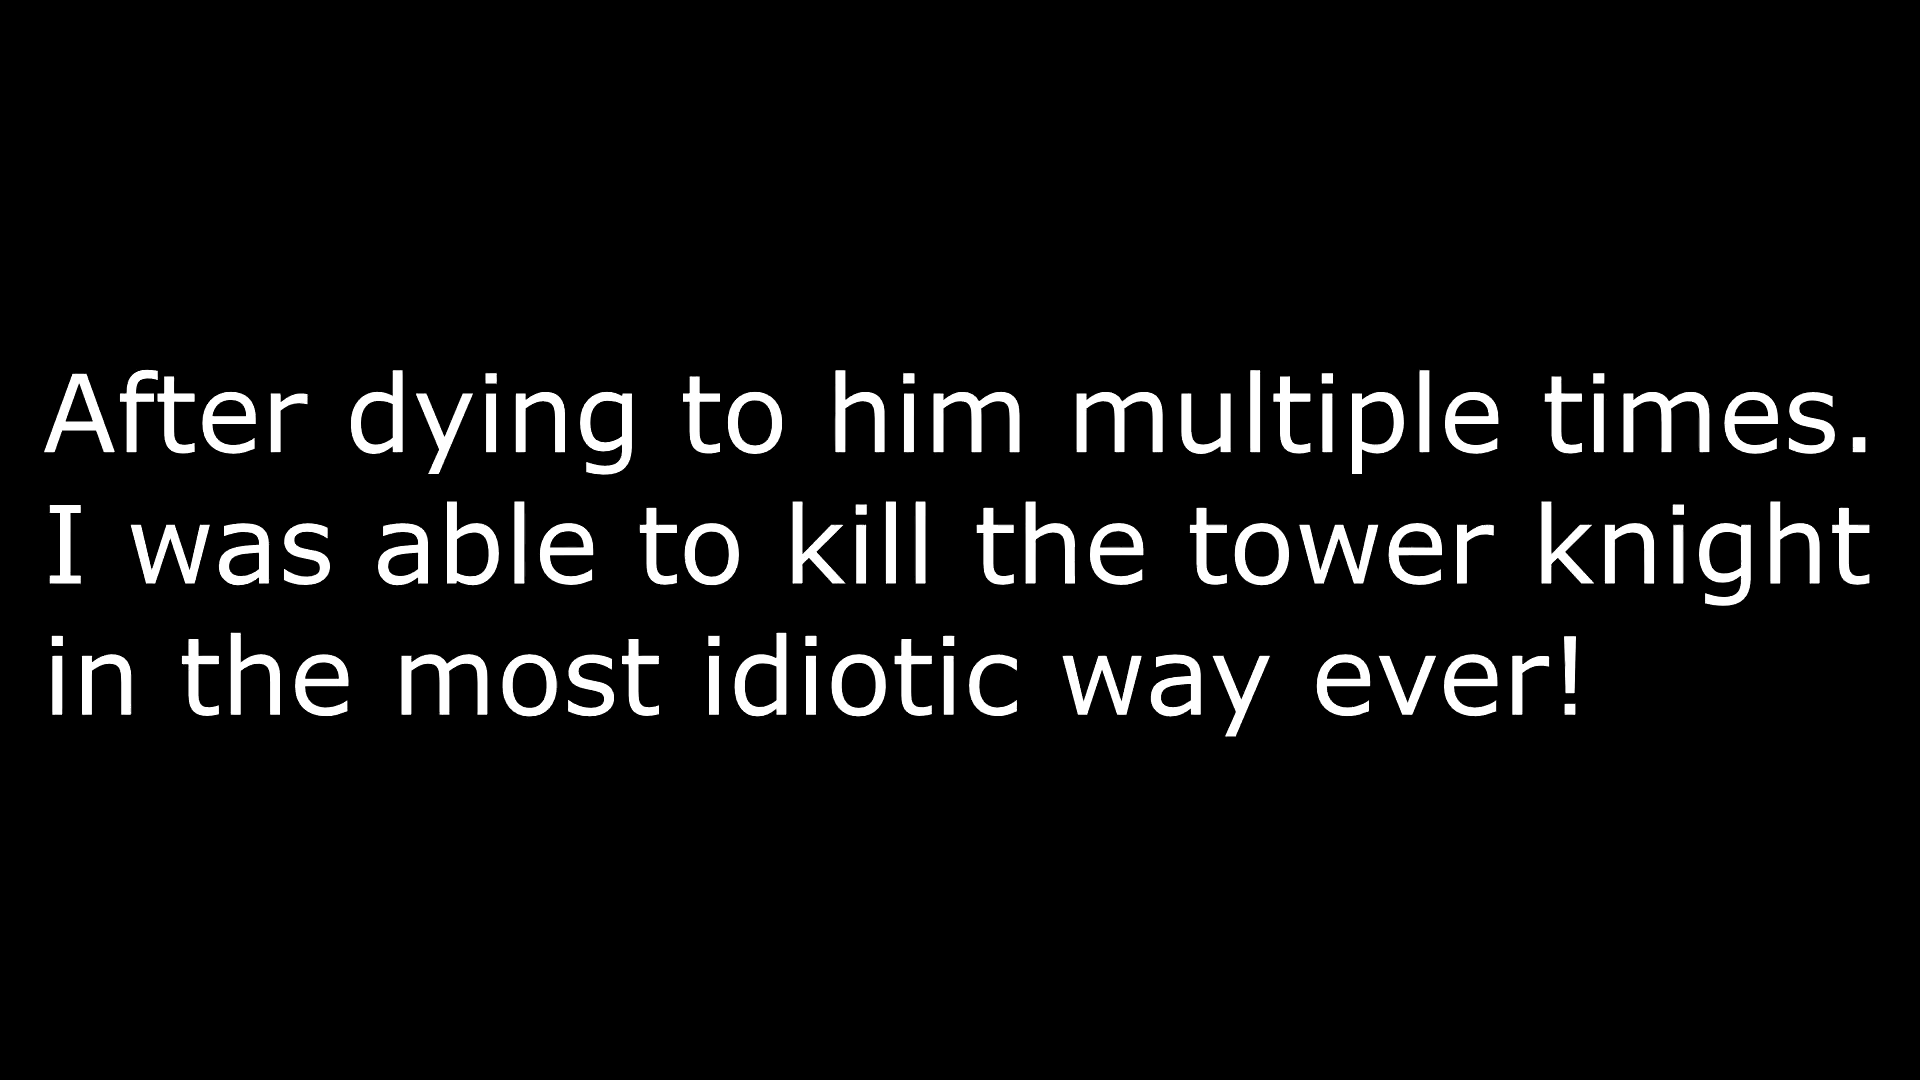 After dying to him multiple times.
I was able to kill the tower knight
in the most idiotic way ever!